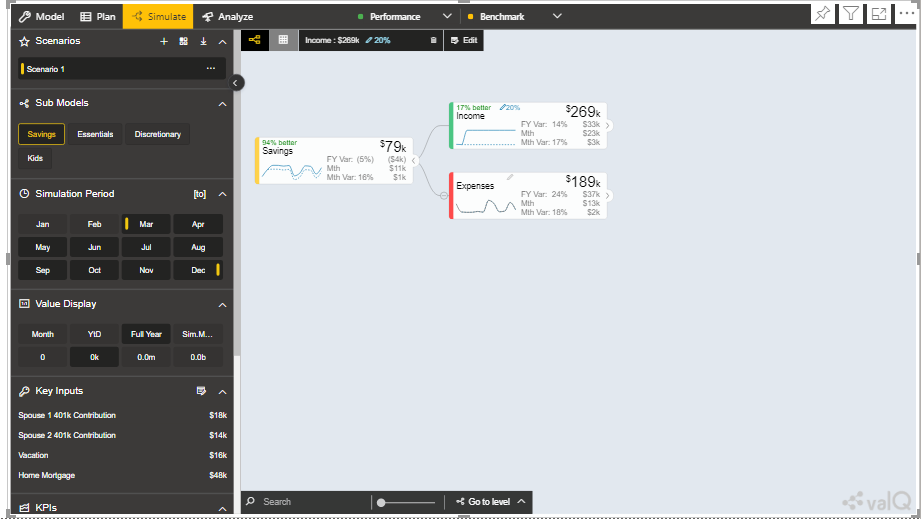 Model Plan Simulate Analyze Performance Benchmark
Scenarios
Income : $269k 20% Edit
Scenario 1
Sub Models
Savings Essentials Discretionary
Kids
Simulation Period [to]
Jan Feb Mar Apr
May Jun Jul Aug
Sep Oct Nov Dec
Value Display
Month YtD Full Year Sim.M...
0 0k 0.0m 0.0b
Key Inputs
Spouse 1 401k Contribution $18k
Spouse 2 401k Contribution $14k
Vacation $16k
Home Mortgage $48k
KPIs
94% better
Savings
$79k
FY Var: (5%) ($4k)
Mth $11k
Mth Var: 16% $1k
17% better 20%
Income
$269k
FY Var: 14% $33k
Mth $23k
Mth Var: 17% $3k
Expenses
$189k
FY Var: 24% $37k
Mth $13k
Mth Var: 18% $2k
Search Go to level
valQ